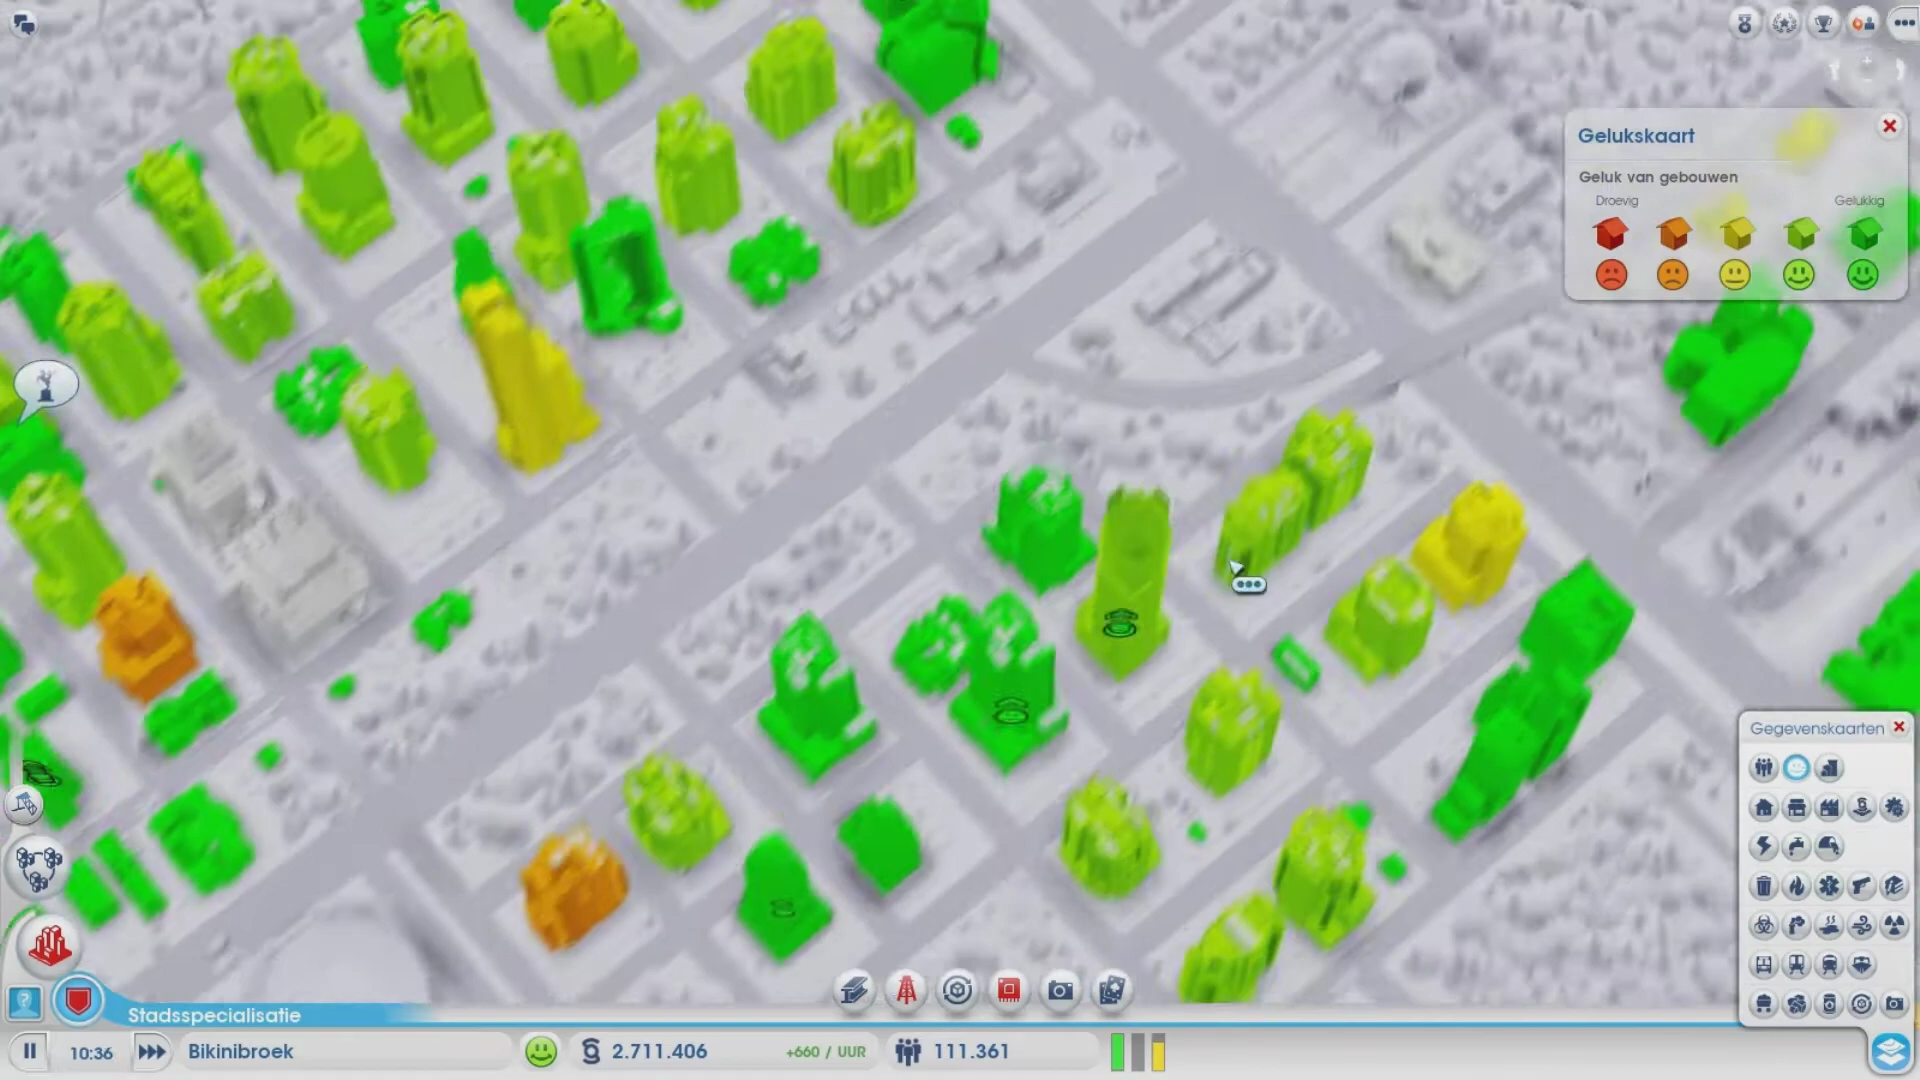 Gelukskaart
Geluk van gebouwen
Droevig Gelukkig
Gegevenskaarten
Stadsspecialisatie
10:36 Bikinibroek 2.711.406 +660 / UUR 111.361